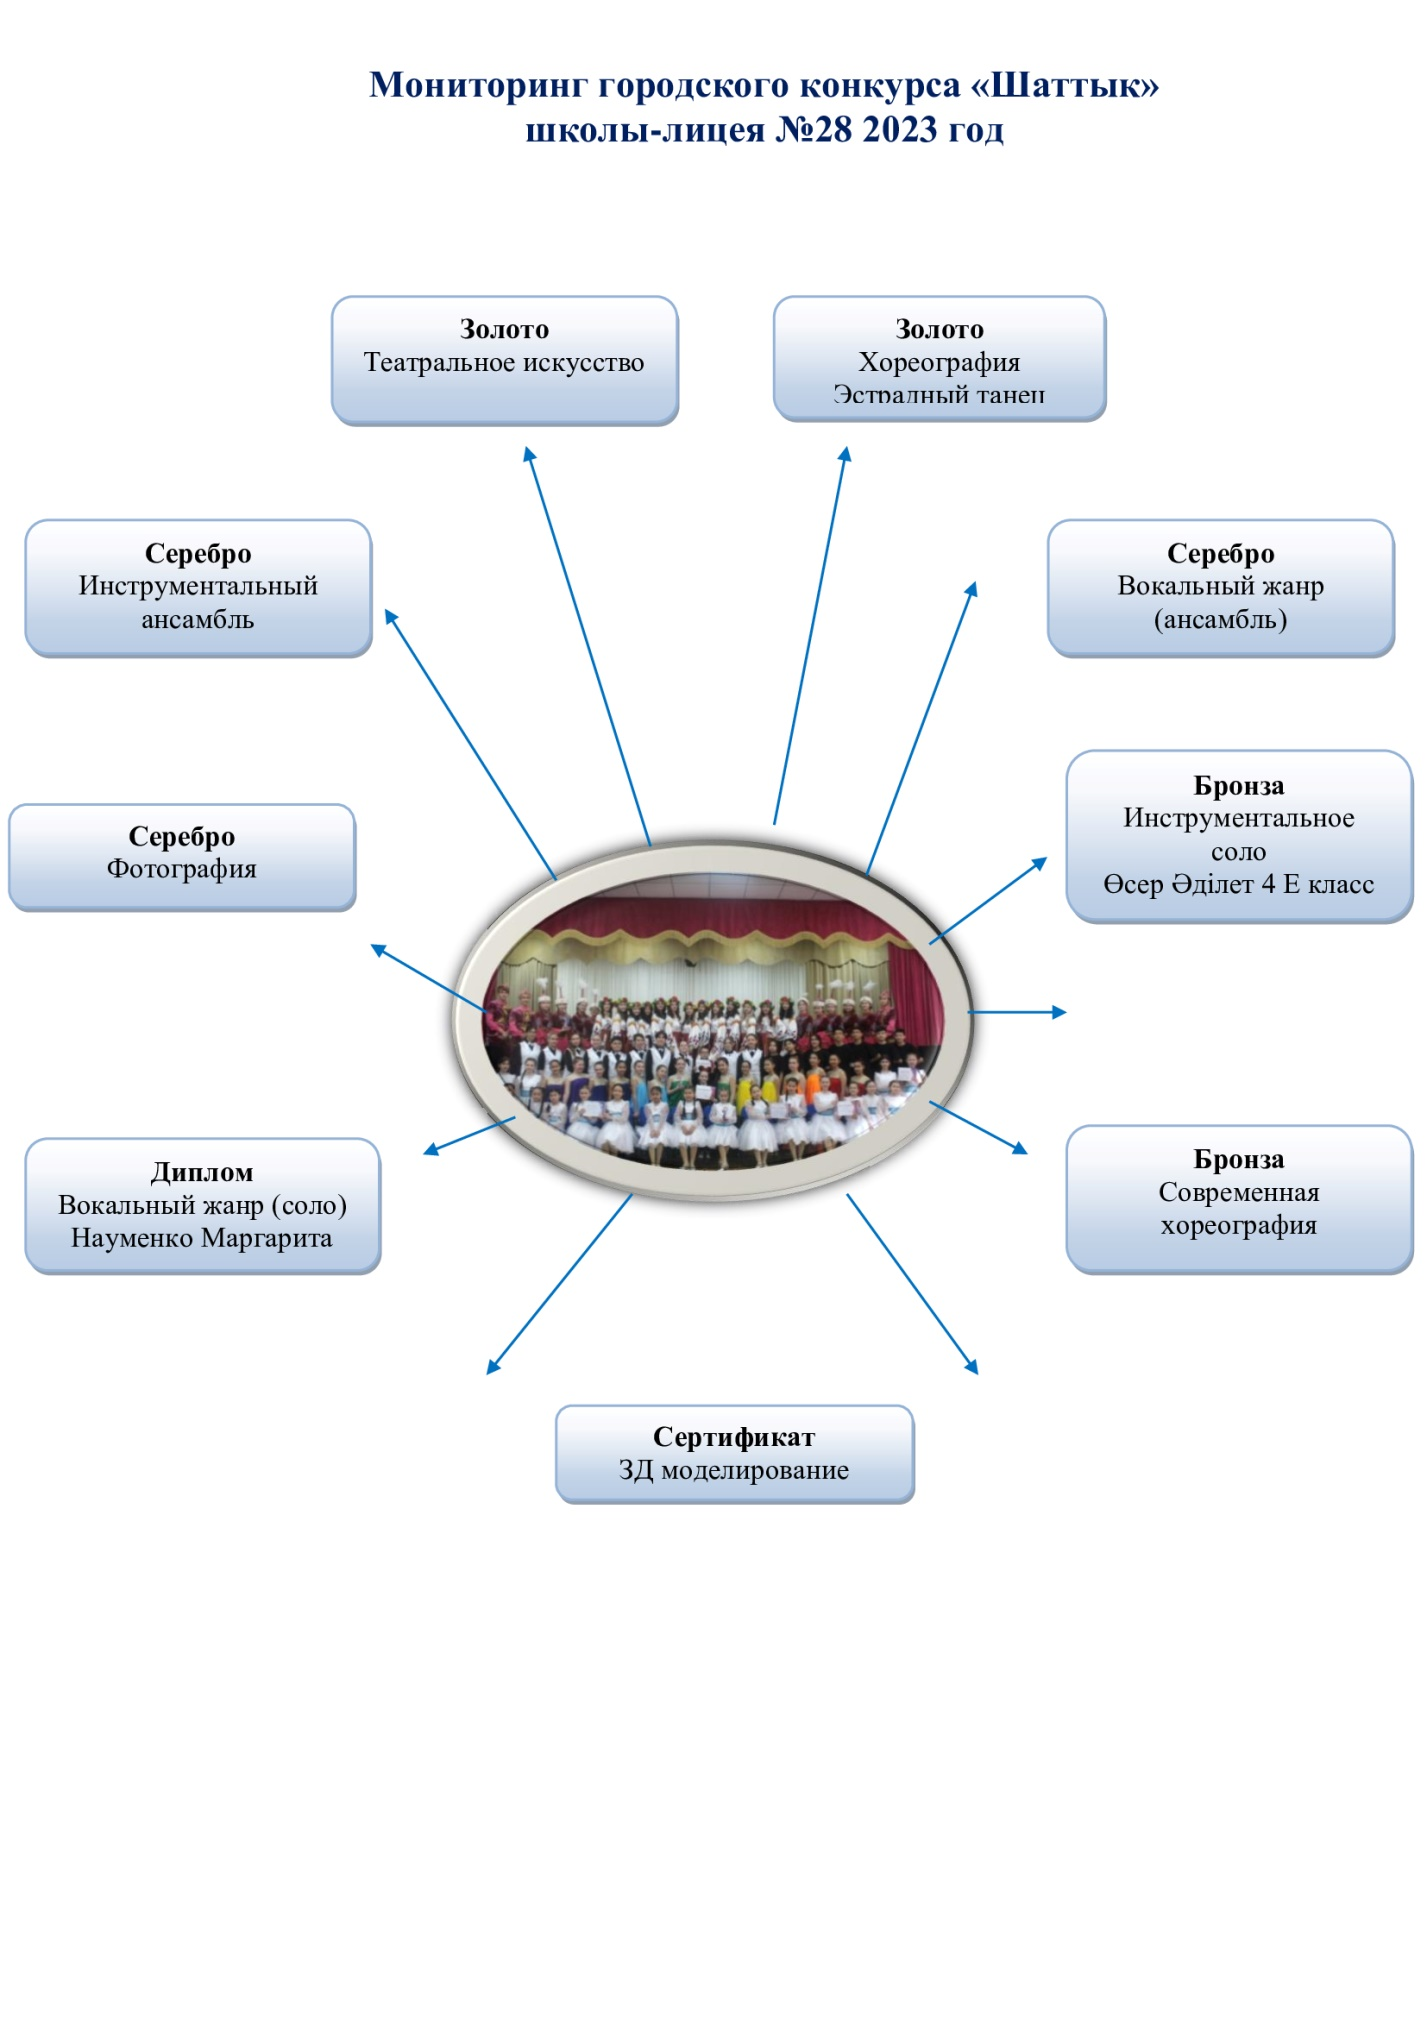 Мониторинг городского конкурса «Шаттык»
школы-лицея №28 2023 год
Золото
Театральное искусство
Золото
Хореография
Эстрадный танец
Серебро
Инструментальный
ансамбль
Серебро
Вокальный жанр
(ансамбль)
Серебро
Фотография
Бронза
Инструментальное
соло
Өсер Әділет 4 Е класс
Диплом
Вокальный жанр (соло)
Науменко Маргарита
Бронза
Современная
хореография
Сертификат
3Д моделирование